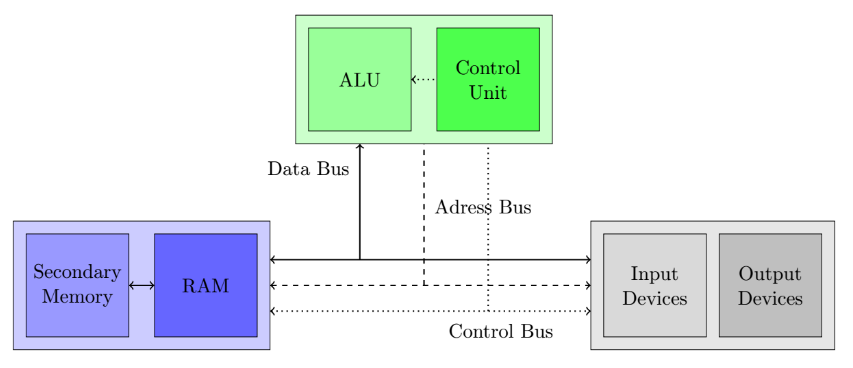 ALU
Control
Unit
Data Bus
Adress Bus
Secondary
Memory
RAM
Input
Devices
Output
Devices
Control Bus